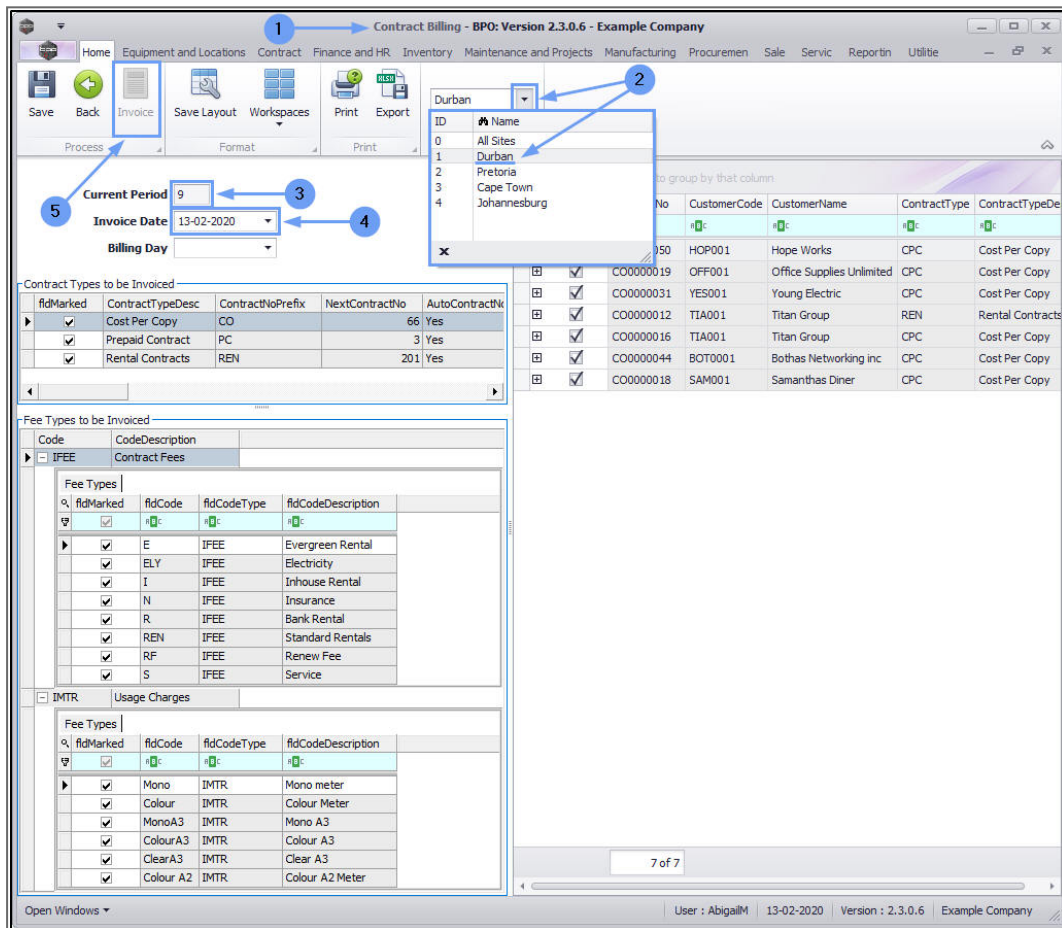 1
Contract Billing - BPO: Version 2.3.0.6 - Example Company
Home Equipment and Locations Contract Finance and HR Inventory Maintenance and Projects Manufacturing Procuremen Sale Servic Reportin Utilitie
Save Back Invoice Save Layout Workspaces Print Export
Process Format Print
Durban
2
ID Name
0 All Sites
1 Durban
2 Pretoria
3 Cape Town
4 Johannesburg
5
Current Period 9
3
Invoice Date 13-02-2020
4
Billing Day
to group by that column
No CustomerCode CustomerName ContractType ContractTypeDe
050 HOP001 Hope Works CPC Cost Per Copy
CO0000019 OFF001 Office Supplies Unlimited CPC Cost Per Copy
CO0000031 YES001 Young Electric CPC Cost Per Copy
CO0000012 TIA001 Titan Group REN Rental Contracts
CO0000016 TIA001 Titan Group CPC Cost Per Copy
CO0000044 BOT0001 Bothas Networking inc CPC Cost Per Copy
CO0000018 SAM001 Samanthas Diner CPC Cost Per Copy
7 of 7
Contract Types to be Invoiced
fldMarked ContractTypeDesc ContractNoPrefix NextContractNo AutoContractNo
Cost Per Copy CO 66 Yes
Prepaid Contract PC 3 Yes
Rental Contracts REN 201 Yes
Fee Types to be Invoiced
Code CodeDescription
IFEE Contract Fees
Fee Types
fldMarked fldCode fldCodeType fldCodeDescription
E IFEE Evergreen Rental
ELY IFEE Electricity
I IFEE Inhouse Rental
N IFEE Insurance
R IFEE Bank Rental
REN IFEE Standard Rentals
RF IFEE Renew Fee
S IFEE Service
IMTR Usage Charges
Fee Types
fldMarked fldCode fldCodeType fldCodeDescription
Mono IMTR Mono meter
Colour IMTR Colour Meter
MonoA3 IMTR Mono A3
ColourA3 IMTR Colour A3
ClearA3 IMTR Clear A3
Colour A2 IMTR Colour A2 Meter
Open Windows User : AbigailM 13-02-2020 Version : 2.3.0.6 Example Company